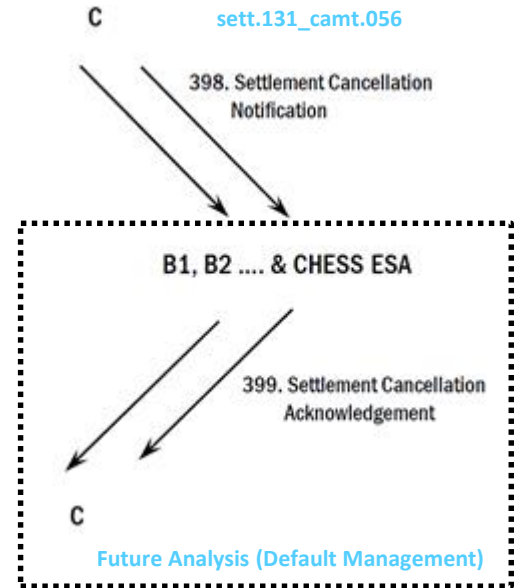 C
sett.131_camt.056
398. Settlement Cancellation
Notification
B1, B2 .... & CHESS ESA
399. Settlement Cancellation
Acknowledgement
C
Future Analysis (Default Management)